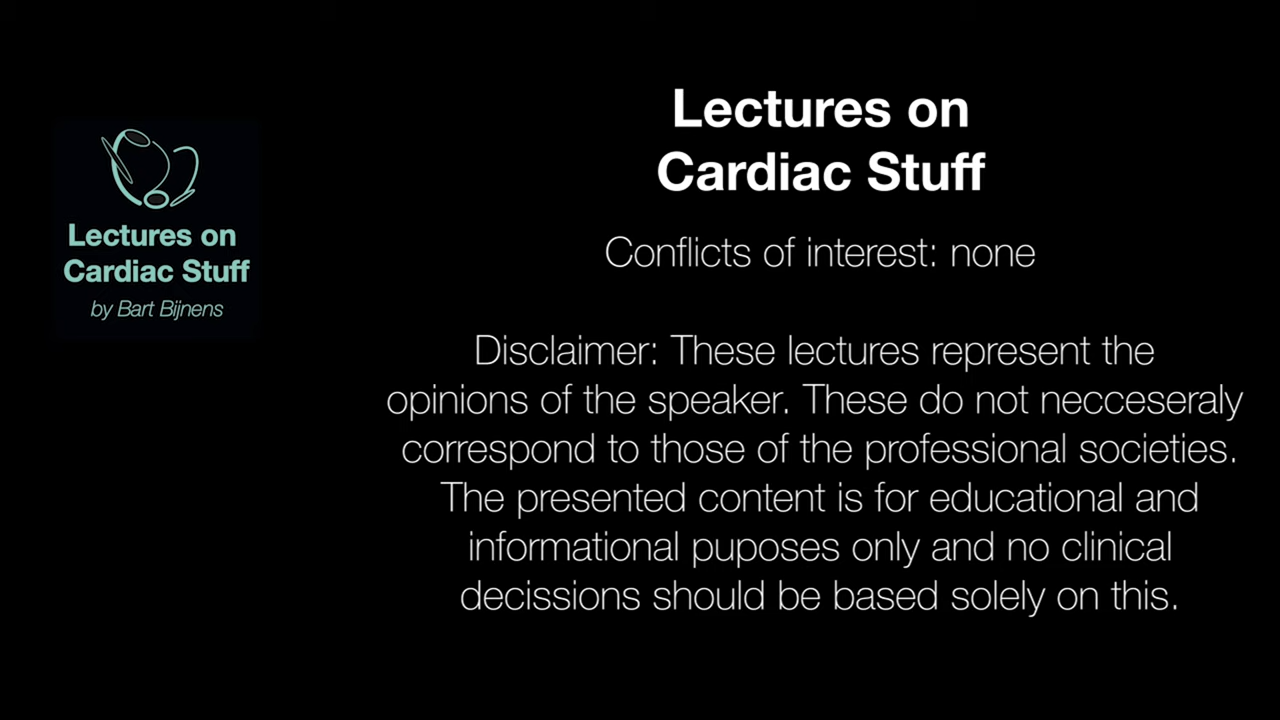 Lectures on
Cardiac Stuff
by Bart Bijnens
Lectures on
Cardiac Stuff
Conflicts of interest: none
Disclaimer: These lectures represent the
opinions of the speaker. These do not necceseraly
correspond to those of the professional societies.
The presented content is for educational and
informational puposes only and no clinical
decissions should be based solely on this.